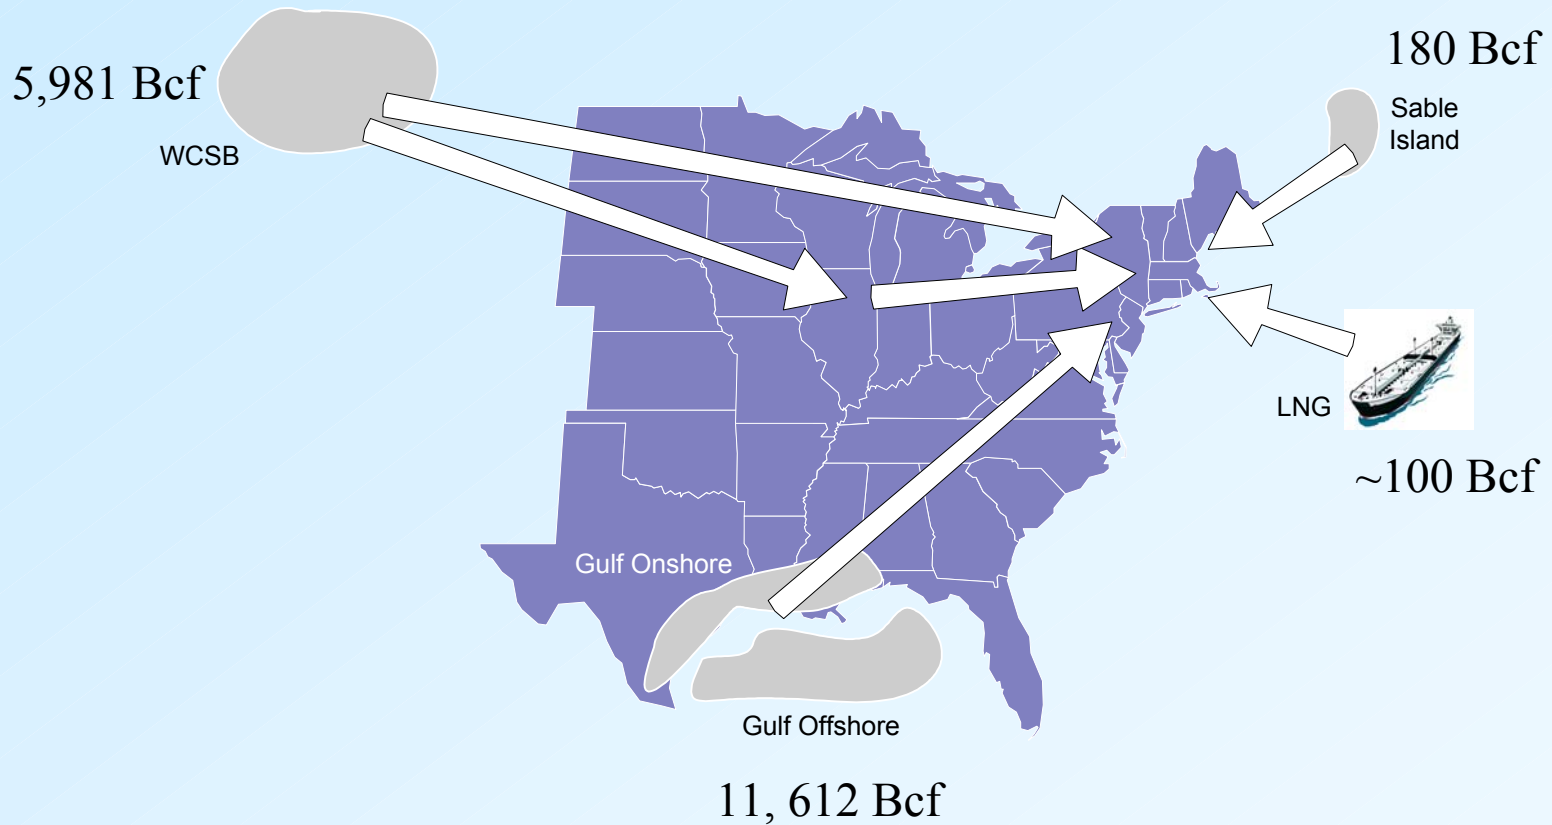 180 Bcf
5,981 Bcf
Sable
Island
WCSB
LNG
~100 Bcf
Gulf Onshore
Gulf Offshore
11, 612 Bcf